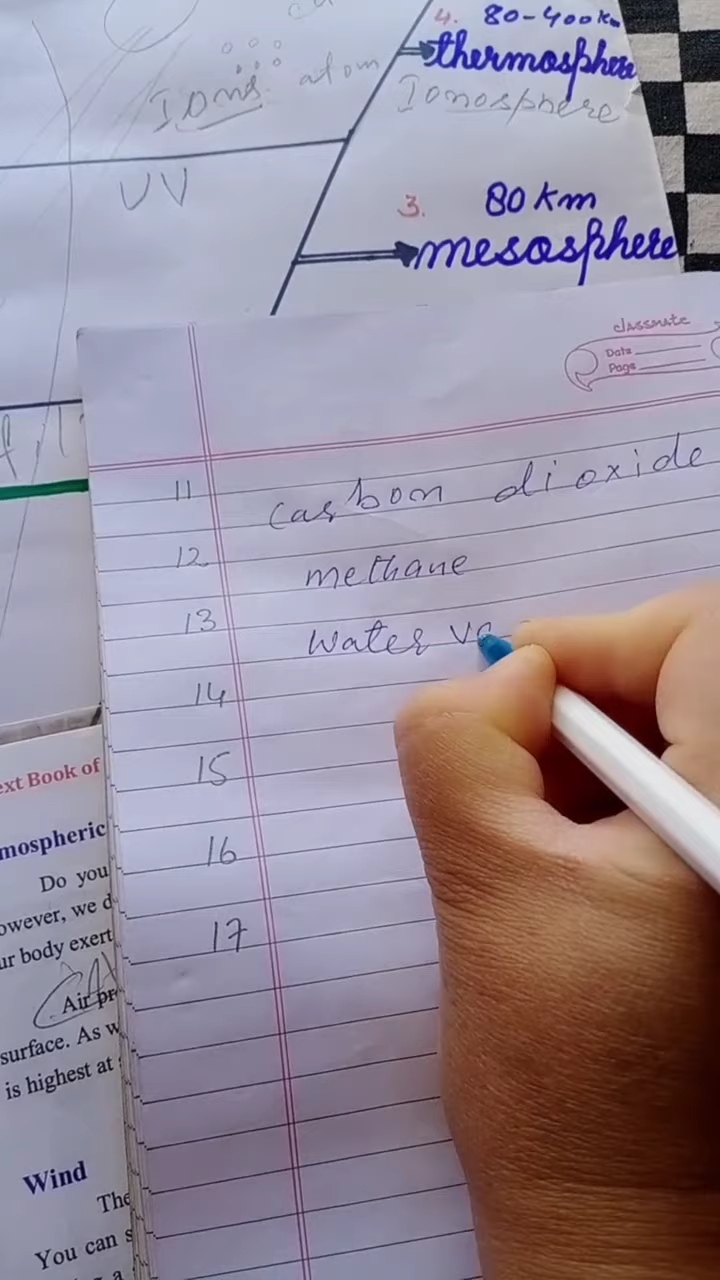 4. 80-400km
thermosphere
Ionosphere
Ions atom
UV
3. 80 km
mesosphere
classmate
Date
Page
11 Carbon dioxide
12 methane
13 Water va
14
15
16
17
ext Book of
mospheric
Do you
owever, we d
ur body exert
Air pr
surface. As w
is highest at
Wind
The
You can s